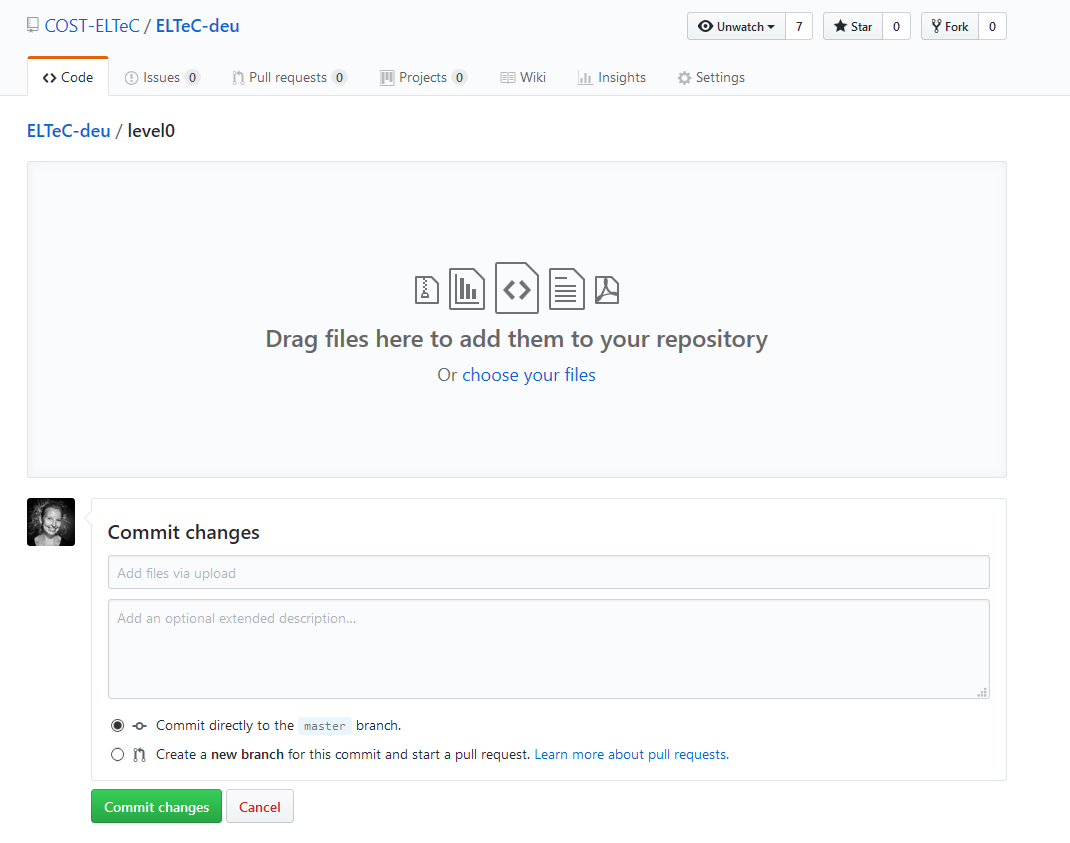 COST-ELTeC / ELTeC-deu Unwatch 7 Star 0 Fork 0
Code Issues 0 Pull requests 0 Projects 0 Wiki Insights Settings
ELTeC-deu / level0
Drag files here to add them to your repository
Or choose your files
Commit changes
Add files via upload
Add an optional extended description...
Commit directly to the master branch.
Create a new branch for this commit and start a pull request. Learn more about pull requests.
Commit changes Cancel